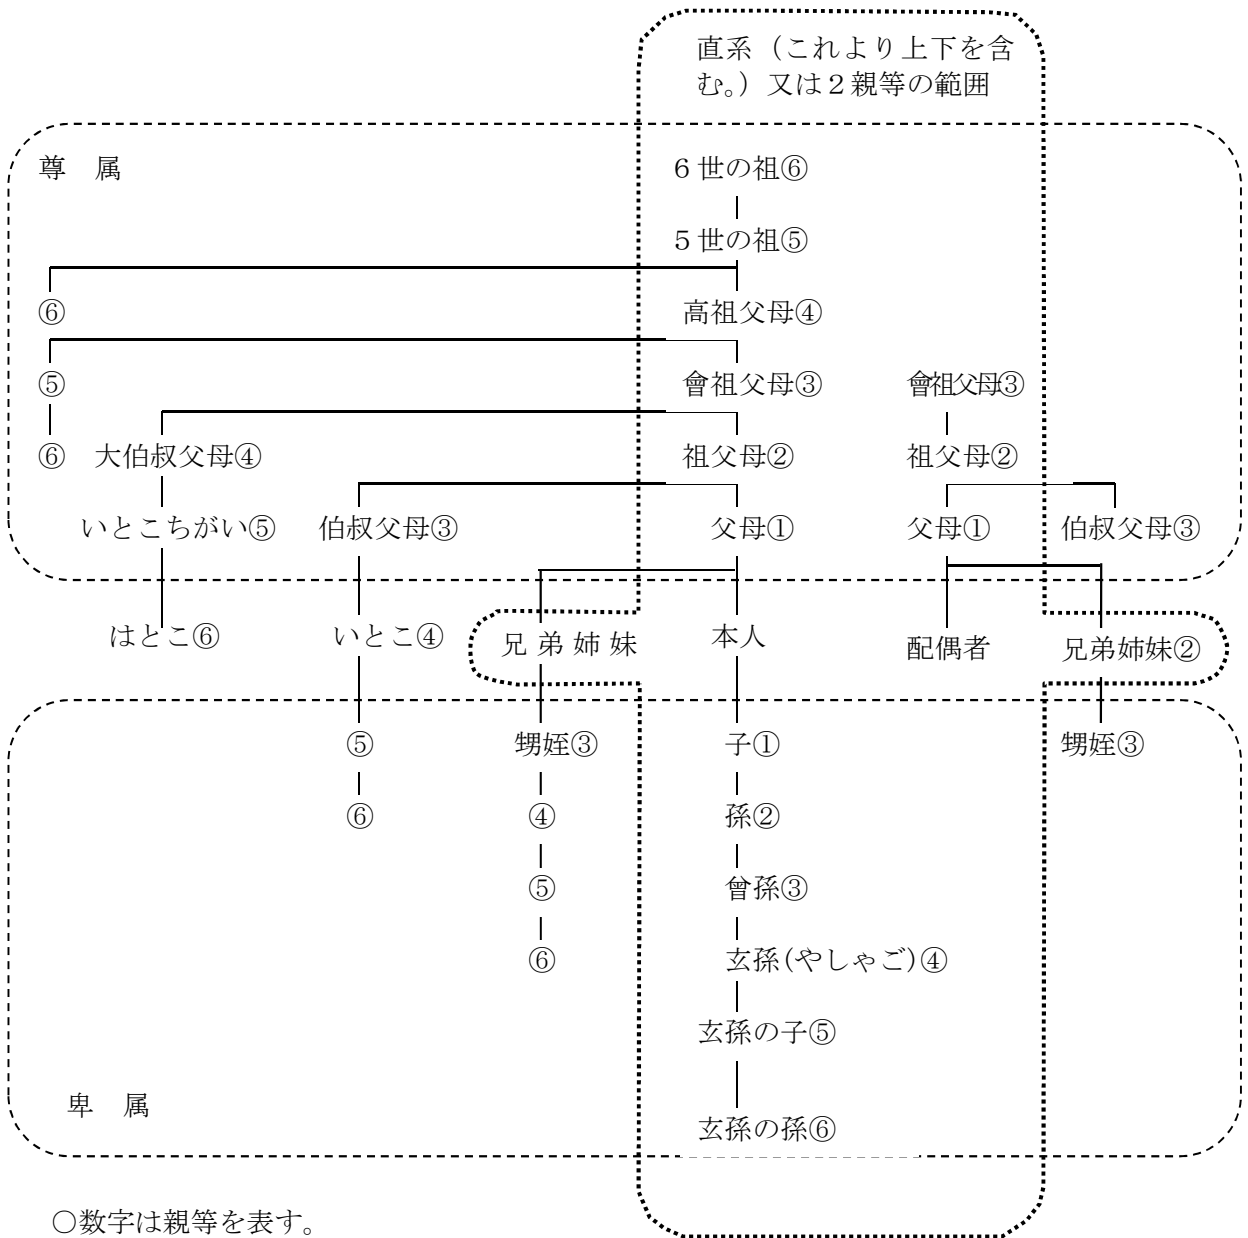 直系（これより上下を含
む。）又は２親等の範囲
尊　属
６世の祖⑥
５世の祖⑤
⑥　高祖父母④
⑤　曾祖父母③　曾祖父母③
⑥　大伯叔父母④　祖父母②　祖父母②
いとこちがい⑤　伯叔父母③　父母①　父母①　伯叔父母③
はとこ⑥　いとこ④　兄 弟 姉 妹　本人　配偶者　兄弟姉妹②
⑤　甥姪③　子①　甥姪③
⑥　④　孫②
⑤　曾孫③
⑥　玄孫(やしゃご)④
玄孫の子⑤
卑　属
玄孫の孫⑥
○数字は親等を表す。